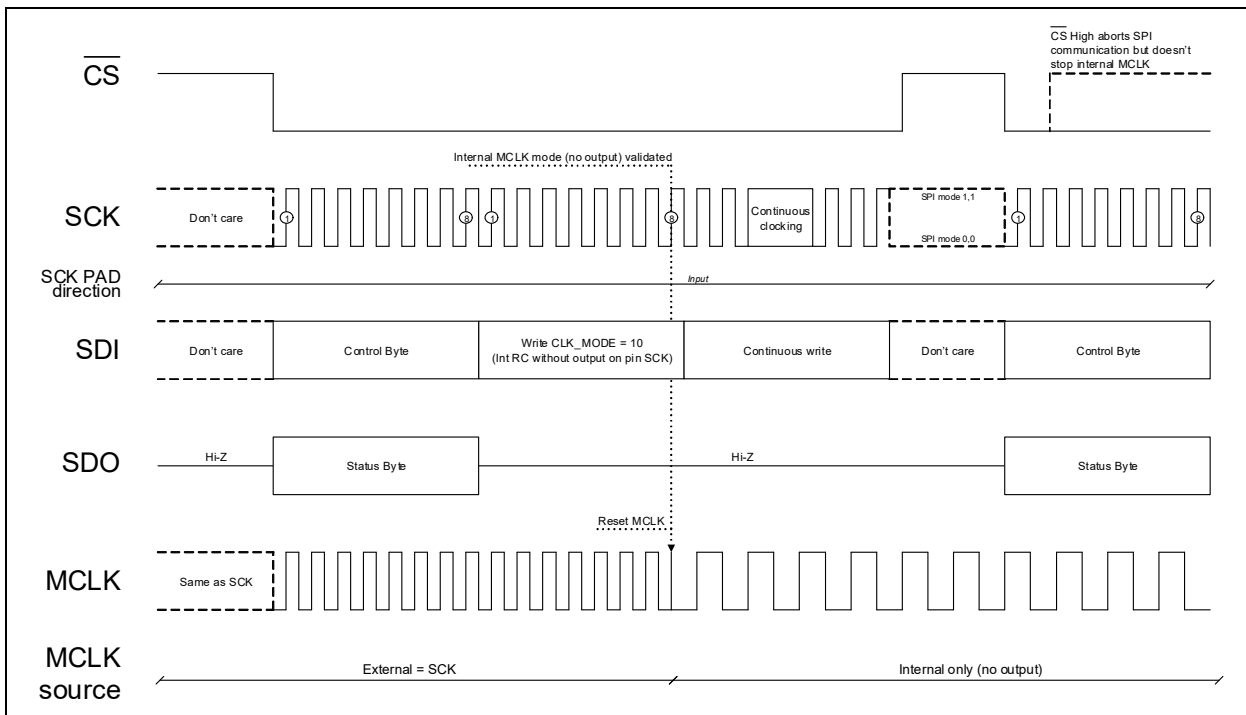 CS High aborts SPI
communication but doesn't
stop internal MCLK
CS
Internal MCLK mode (no output) validated
SCK
Don't care
1
8
1
8
Continuous
clocking
SPI mode 1,1
SPI mode 0,0
1
8
SCK PAD
direction
Input
SDI
Don't care
Control Byte
Write CLK_MODE = 10
(Int RC without output on pin SCK)
Continuous write
Don't care
Control Byte
SDO
Hi-Z
Status Byte
Hi-Z
Status Byte
Reset MCLK
MCLK
Same as SCK
MCLK
source
External = SCK
Internal only (no output)